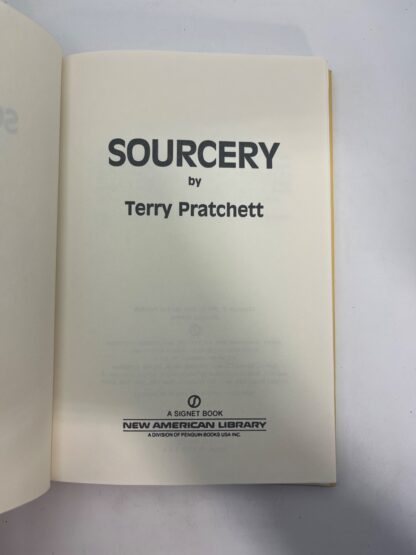 SOURCERY
by
Terry Pratchett
A SIGNET BOOK
NEW AMERICAN LIBRARY
A DIVISION OF PENGUIN BOOKS USA INC.